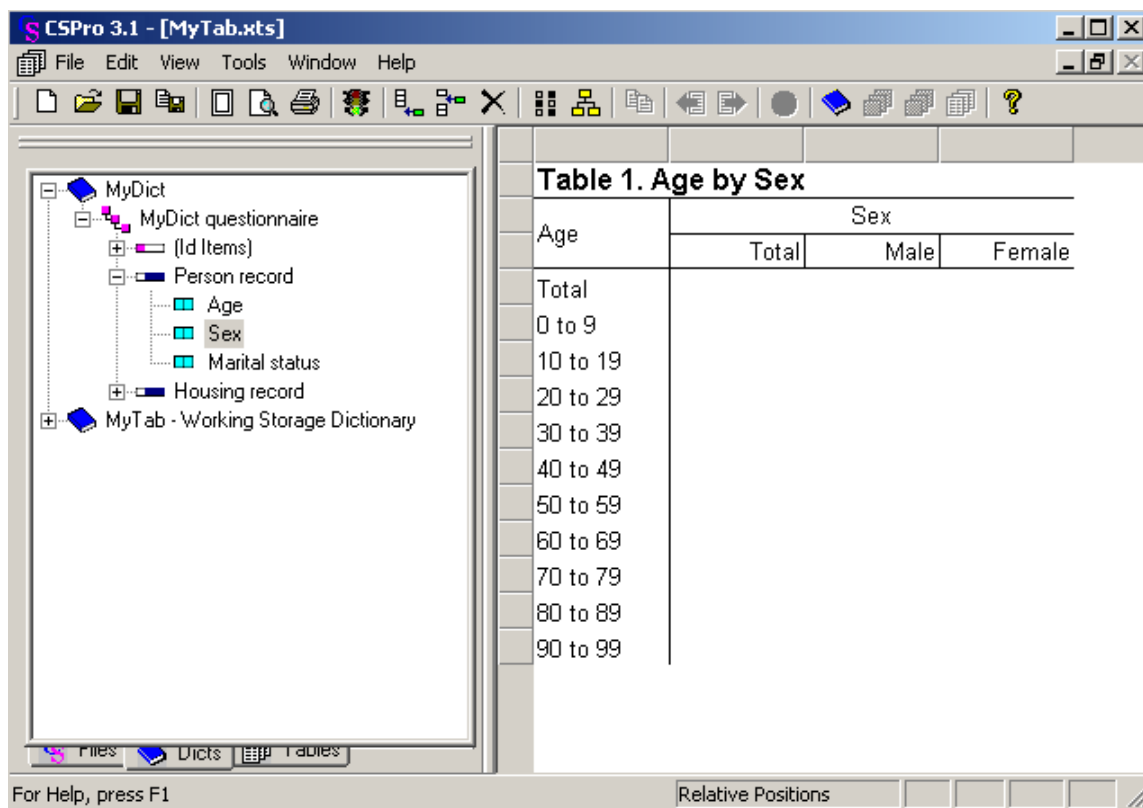 CSPro 3.1 - [MyTab.xts]
File Edit View Tools Window Help
MyDict
MyDict questionnaire
(Id Items)
Person record
Age
Sex
Marital status
Housing record
MyTab - Working Storage Dictionary
Files Dicts Tables
Table 1. Age by Sex
Age
Sex
Total Male Female
Total
0 to 9
10 to 19
20 to 29
30 to 39
40 to 49
50 to 59
60 to 69
70 to 79
80 to 89
90 to 99
For Help, press F1
Relative Positions